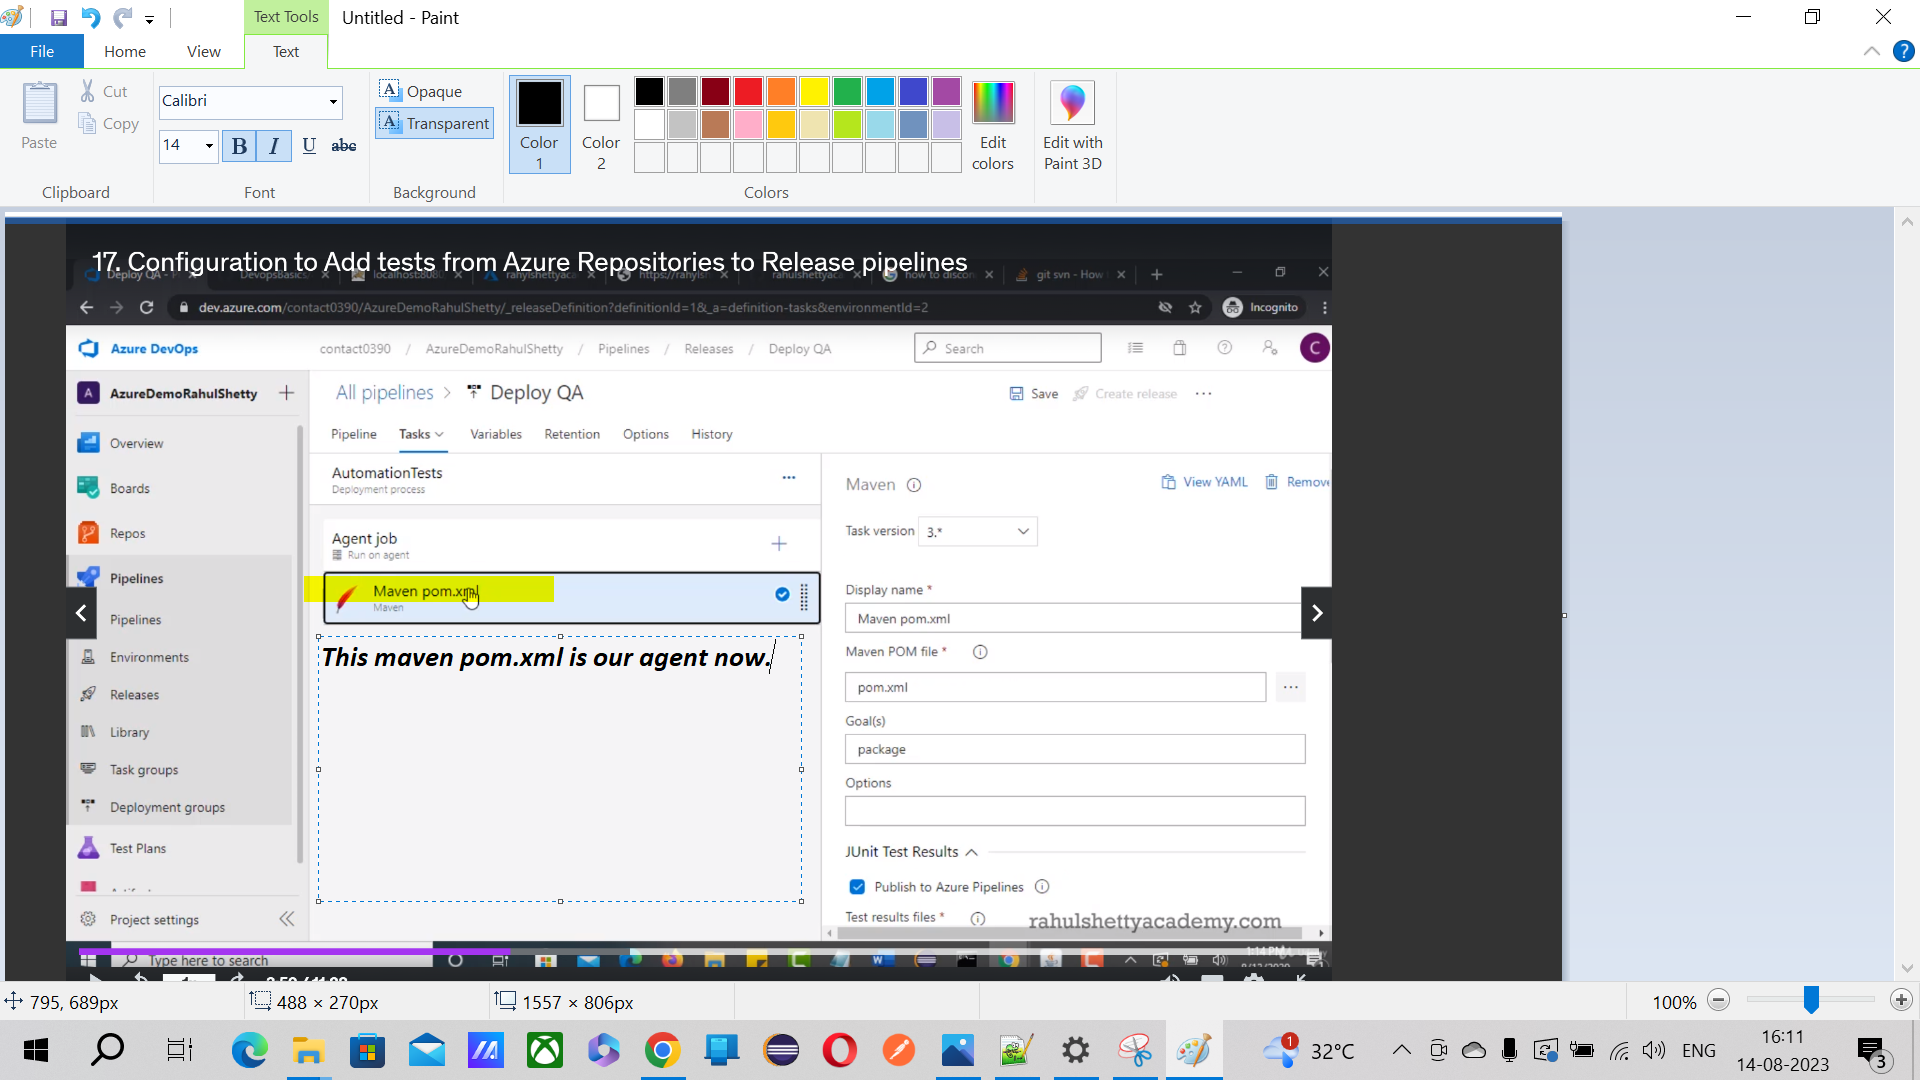 Text Tools
Untitled - Paint
File
Home
View
Text
Paste
Cut
Copy
Clipboard
Calibri
14
B
I
U
abc
Font
Opaque
Transparent
Background
Color 1
Color 2
Edit colors
Edit with Paint 3D
Colors
17. Configuration to Add tests from Azure Repositories to Release pipelines
git svn - How
dev.azure.com/contact0390/AzureDemoRahulShetty/_releaseDefinition?definitionId=1&_a=definition-tasks&environmentId=2
Incognito
Azure DevOps
contact0390 / AzureDemoRahulShetty / Pipelines / Releases / Deploy QA
Search
C
A
AzureDemoRahulShetty
All pipelines > Deploy QA
Save
Create release
Overview
Boards
Repos
Pipelines
Pipelines
Environments
Releases
Library
Task groups
Deployment groups
Test Plans
Project settings
Pipeline
Tasks
Variables
Retention
Options
History
AutomationTests
Deployment process
Agent job
Run on agent
Maven pom.xml
Maven
This maven pom.xml is our agent now.
Maven
View YAML
Remove
Task version 3.*
Display name *
Maven pom.xml
Maven POM file *
pom.xml
Goal(s)
package
Options
JUnit Test Results
Publish to Azure Pipelines
Test results files *
rahulshettyacademy.com
Type here to search
795, 689px
488 × 270px
1557 × 806px
100%
1
32°C
ENG
16:11
14-08-2023
3